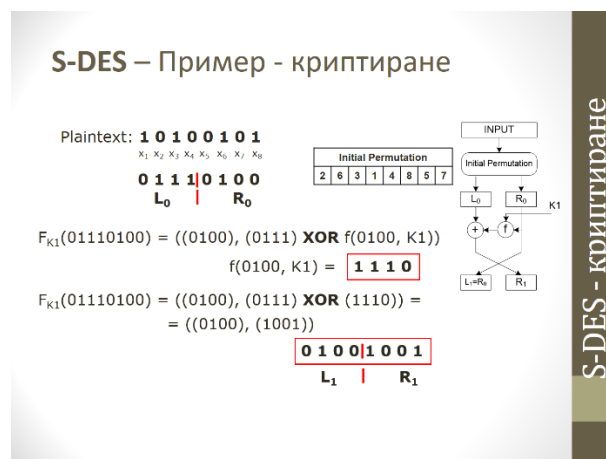 S-DES – Пример - криптиране
Plaintext: 1 0 1 0 0 1 0 1
x1 x2 x3 x4 x5 x6 x7 x8
0 1 1 1|0 1 0 0
L0 | R0
Initial Permutation
2 6 3 1 4 8 5 7
FK1(01110100) = ((0100), (0111) XOR f(0100, K1))
f(0100, K1) = 1 1 1 0
FK1(01110100) = ((0100), (0111) XOR (1110)) =
= ((0100), (1001))
0 1 0 0|1 0 0 1
L1 | R1
INPUT
Initial Permutation
L0 R0
K1
+ f
L1=R0 R1
S-DES - криптиране